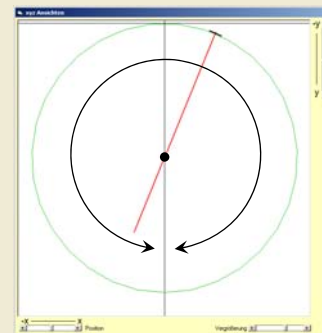 xyz Ansichten
-y
y
-x
x
Position
Vergrößerung